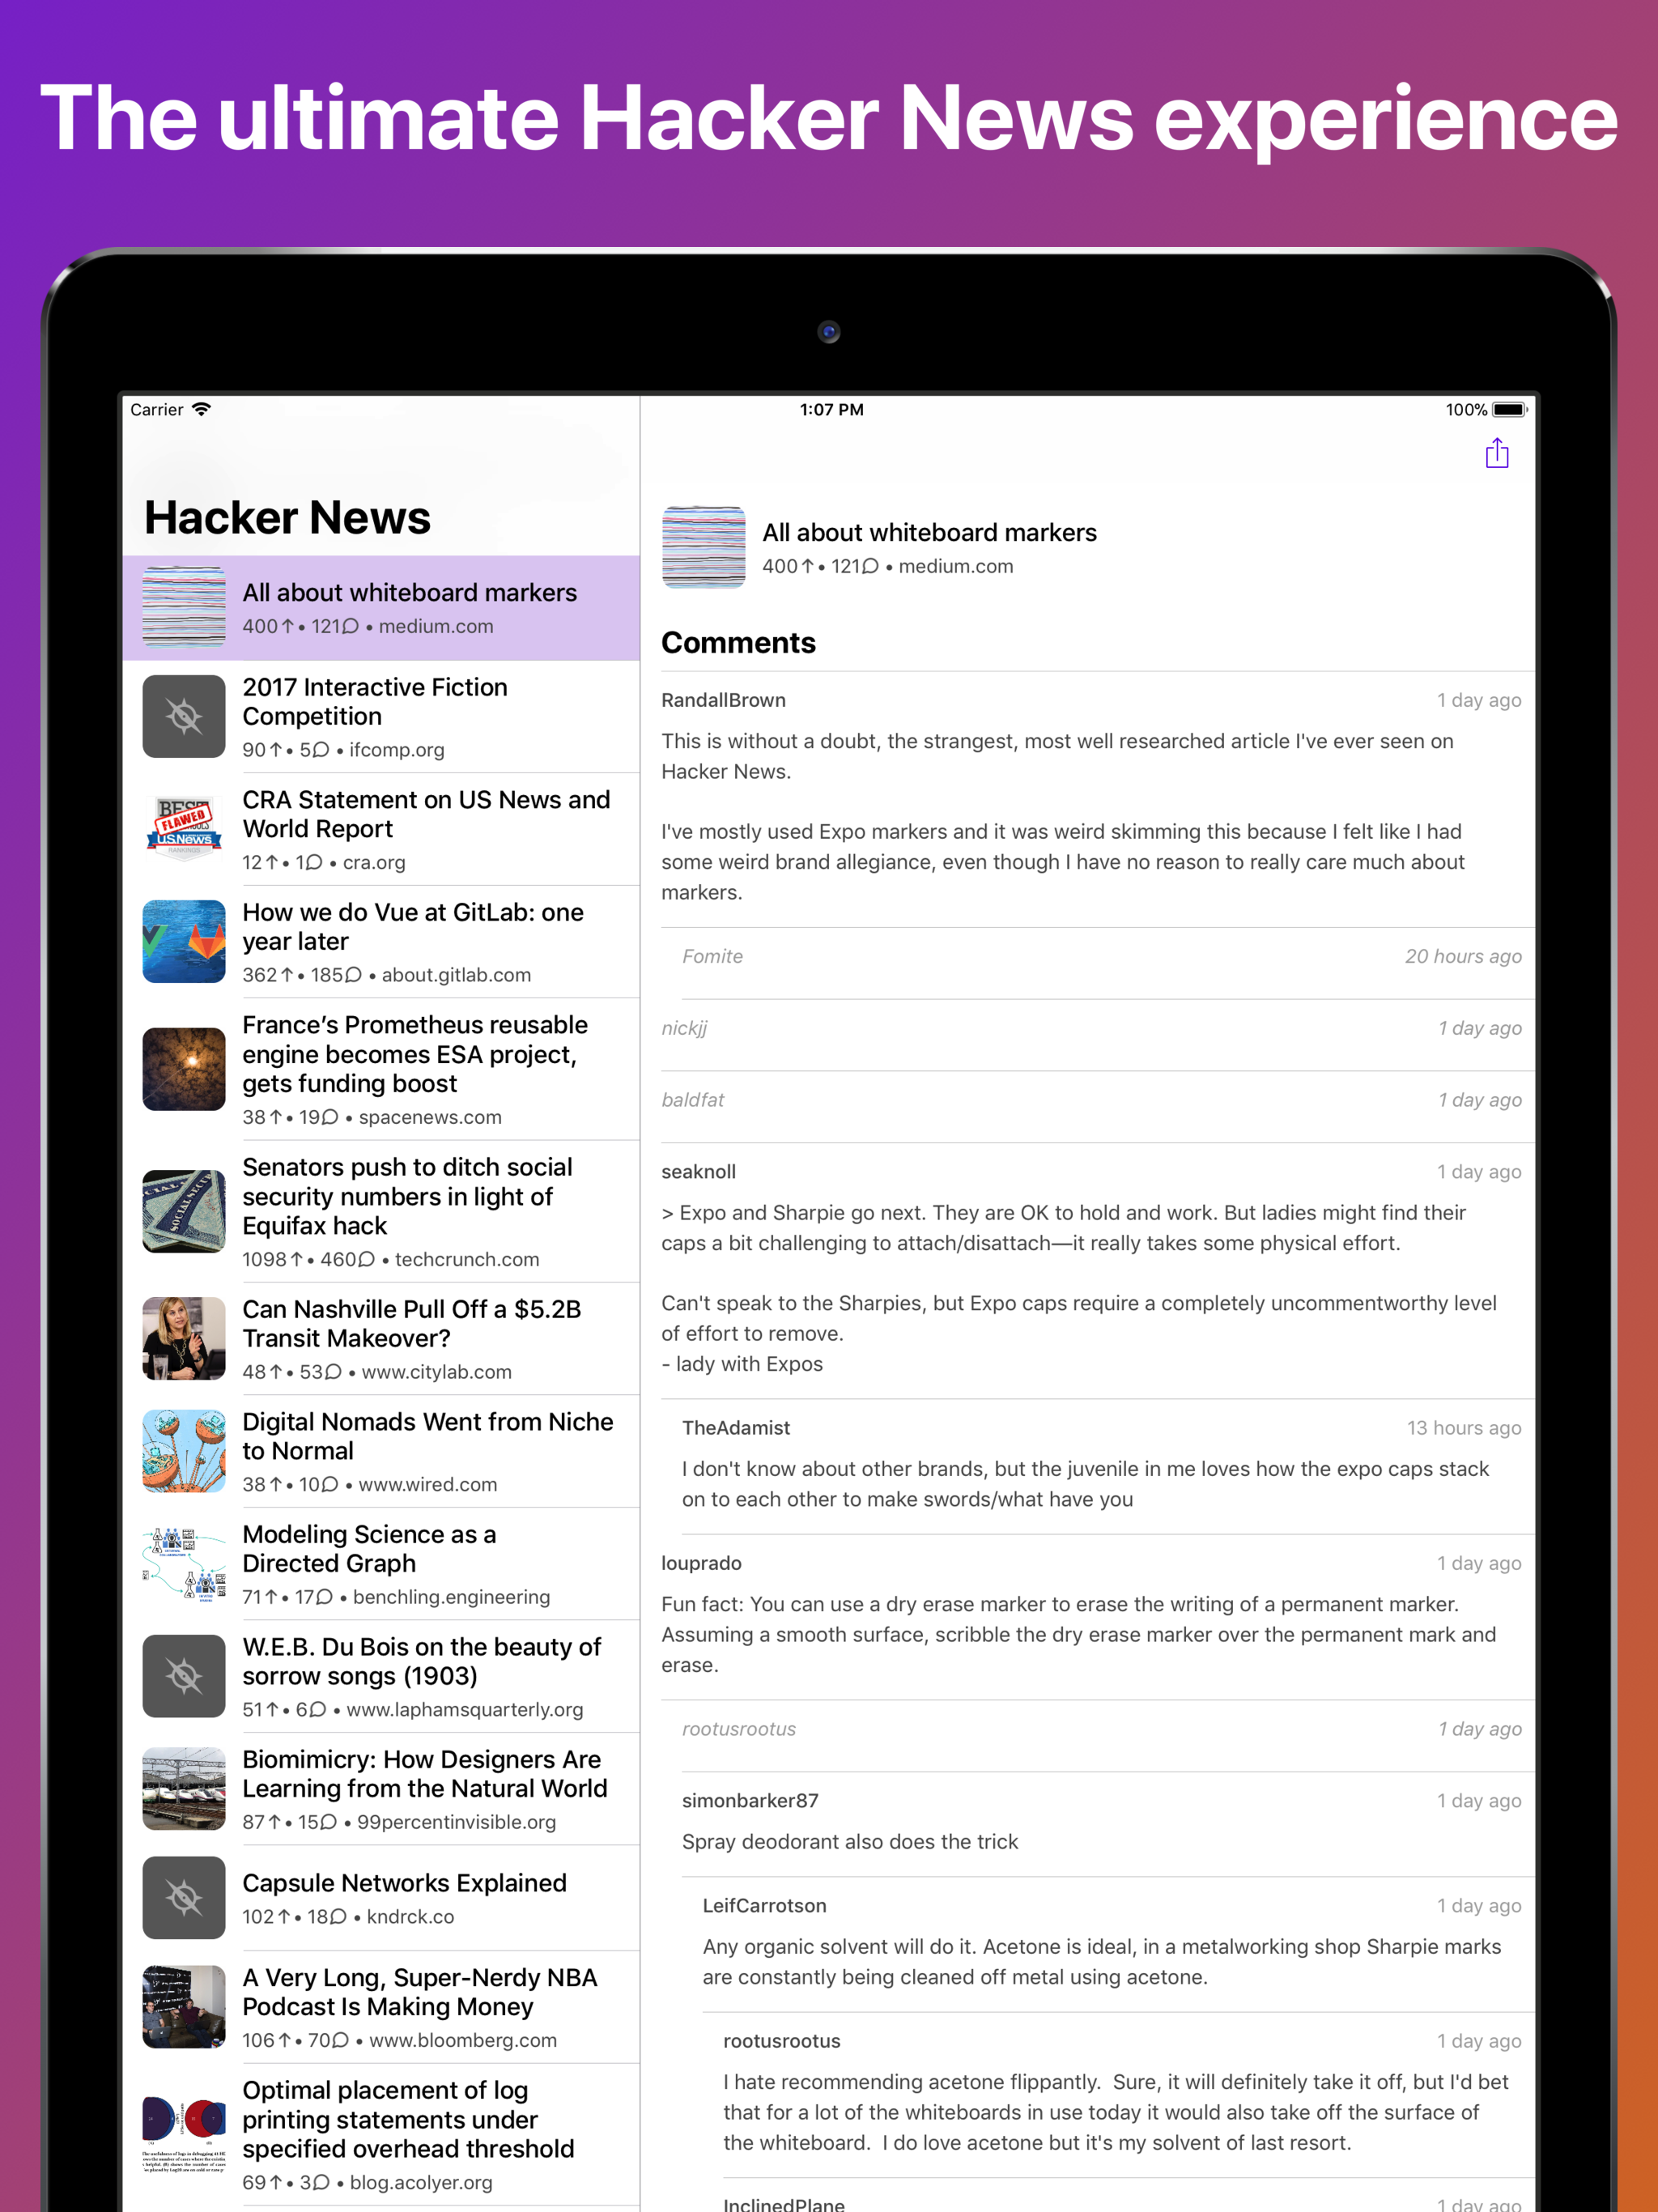 The ultimate Hacker News experience
Carrier
1:07 PM
100%
Hacker News
All about whiteboard markers
400↑ • 121 • medium.com
2017 Interactive Fiction
Competition
90↑ • 5 • ifcomp.org
BEST
FLAWED
USNews
RANKINGS
CRA Statement on US News and
World Report
12↑ • 1 • cra.org
How we do Vue at GitLab: one
year later
362↑ • 185 • about.gitlab.com
France’s Prometheus reusable
engine becomes ESA project,
gets funding boost
38↑ • 19 • spacenews.com
SOCIAL SECU
Senators push to ditch social
security numbers in light of
Equifax hack
1098↑ • 460 • techcrunch.com
Can Nashville Pull Off a $5.2B
Transit Makeover?
48↑ • 53 • www.citylab.com
Digital Nomads Went from Niche
to Normal
38↑ • 10 • www.wired.com
Modeling Science as a
Directed Graph
71↑ • 17 • benchling.engineering
W.E.B. Du Bois on the beauty of
sorrow songs (1903)
51↑ • 6 • www.laphamsquarterly.org
Biomimicry: How Designers Are
Learning from the Natural World
87↑ • 15 • 99percentinvisible.org
Capsule Networks Explained
102↑ • 18 • kndrck.co
A Very Long, Super-Nerdy NBA
Podcast Is Making Money
106↑ • 70 • www.bloomberg.com
Optimal placement of log
printing statements under
specified overhead threshold
69↑ • 3 • blog.acolyer.org
All about whiteboard markers
400↑ • 121 • medium.com
Comments
RandallBrown 1 day ago
This is without a doubt, the strangest, most well researched article I've ever seen on
Hacker News.
I've mostly used Expo markers and it was weird skimming this because I felt like I had
some weird brand allegiance, even though I have no reason to really care much about
markers.
Fomite 20 hours ago
nickjj 1 day ago
baldfat 1 day ago
seaknoll 1 day ago
> Expo and Sharpie go next. They are OK to hold and work. But ladies might find their
caps a bit challenging to attach/disattach—it really takes some physical effort.
Can't speak to the Sharpies, but Expo caps require a completely uncommentworthy level
of effort to remove.
- lady with Expos
TheAdamist 13 hours ago
I don't know about other brands, but the juvenile in me loves how the expo caps stack
on to each other to make swords/what have you
louprado 1 day ago
Fun fact: You can use a dry erase marker to erase the writing of a permanent marker.
Assuming a smooth surface, scribble the dry erase marker over the permanent mark and
erase.
rootusrootus 1 day ago
simonbarker87 1 day ago
Spray deodorant also does the trick
LeifCarrotson 1 day ago
Any organic solvent will do it. Acetone is ideal, in a metalworking shop Sharpie marks
are constantly being cleaned off metal using acetone.
rootusrootus 1 day ago
I hate recommending acetone flippantly.  Sure, it will definitely take it off, but I'd bet
that for a lot of the whiteboards in use today it would also take off the surface of
the whiteboard.  I do love acetone but it's my solvent of last resort.
InclinedPlane 1 day ago